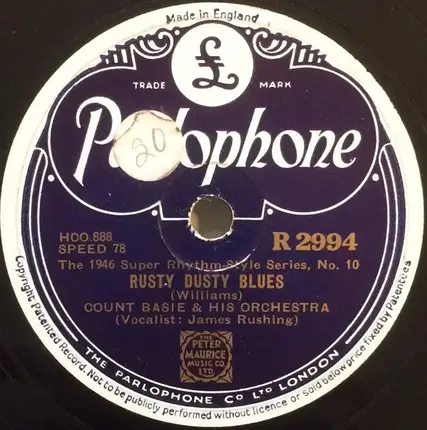 Made in England
£
TRADE MARK
Parlophone
20
HCO.888
SPEED 78
R 2994
The 1946 Super Rhythm-Style Series, No. 10
RUSTY DUSTY BLUES
(Williams)
COUNT BASIE & HIS ORCHESTRA
(Vocalist: James Rushing)
THE
PETER
MAURICE
MUSIC CO
LTD
THE PARLOPHONE CO LTD LONDON
Copyright Patented Record. Not to be publicly performed without licence or sold below price fixed by Patentees